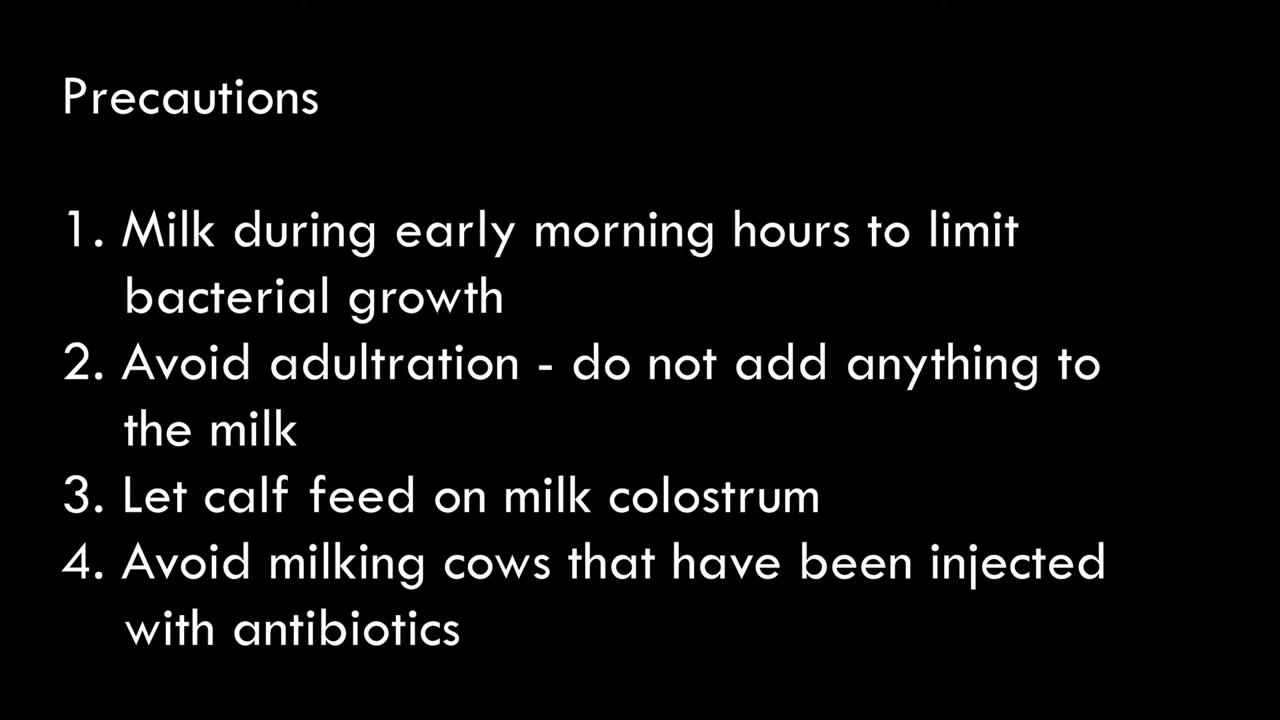 Precautions
1. Milk during early morning hours to limit
bacterial growth
2. Avoid adultration - do not add anything to
the milk
3. Let calf feed on milk colostrum
4. Avoid milking cows that have been injected
with antibiotics